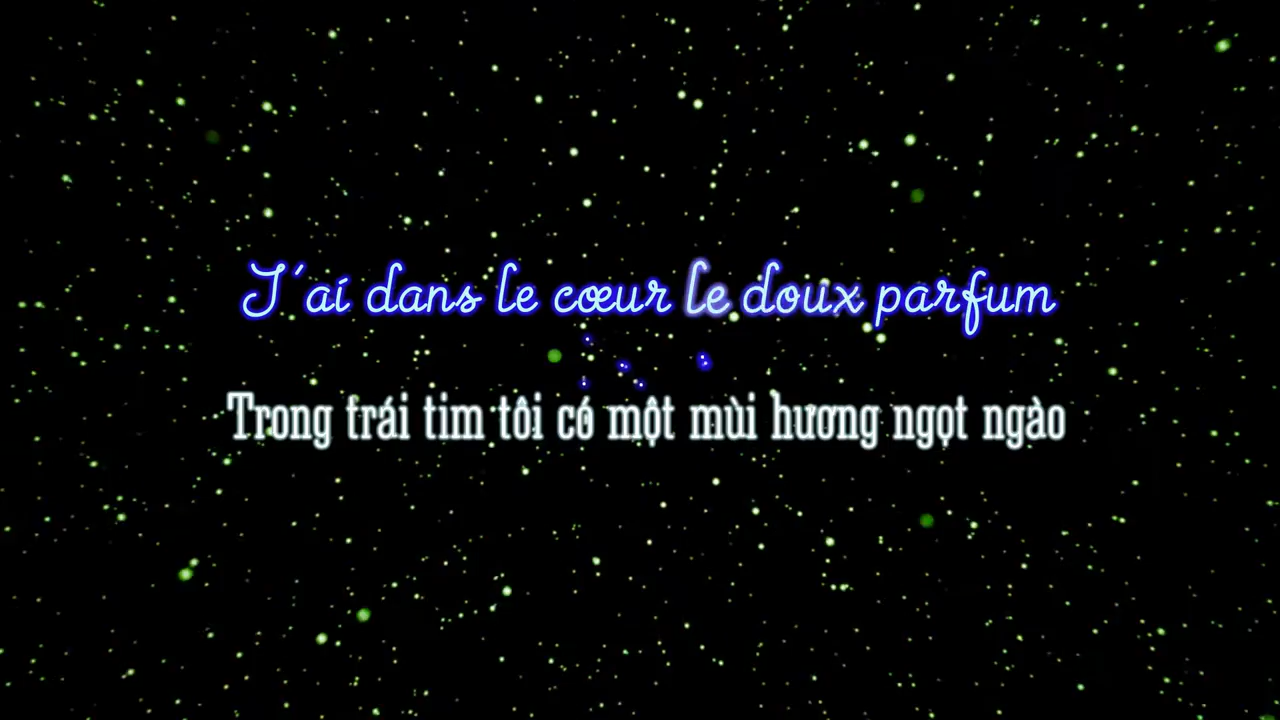 J'ai dans le cœur le doux parfum
Trong trái tim tôi có một mùi hương ngọt ngào